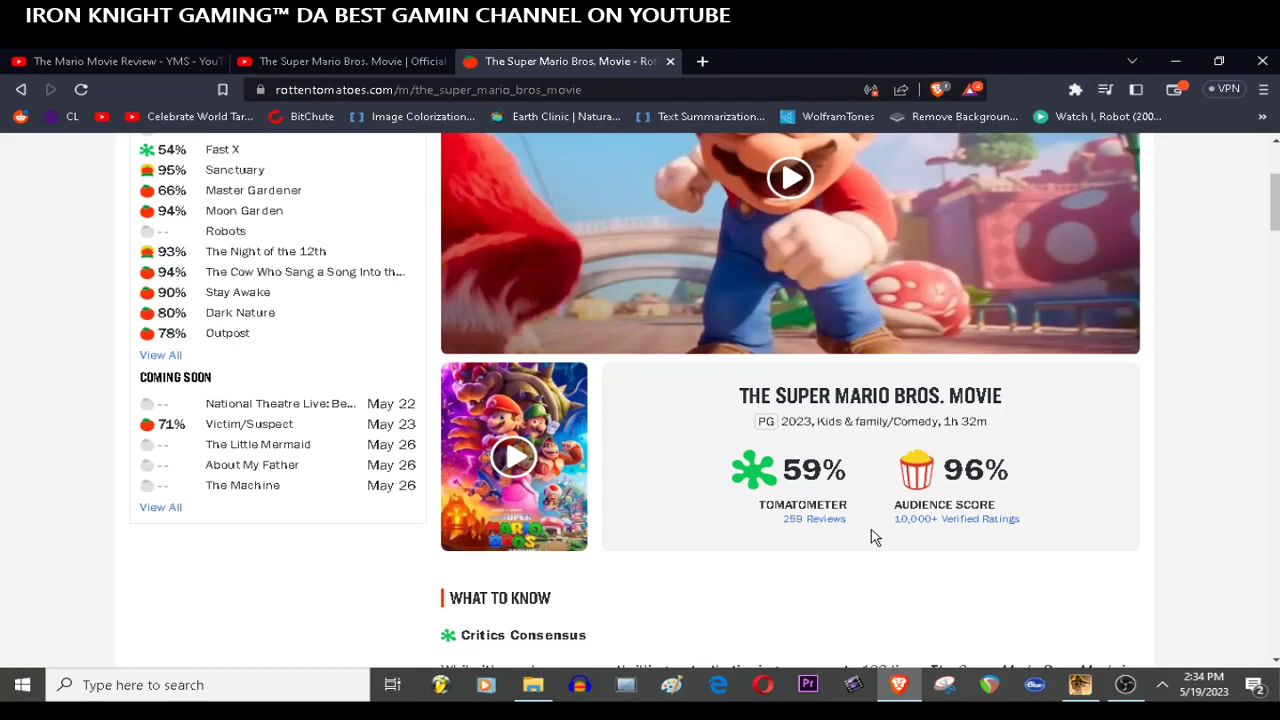 IRON KNIGHT GAMING™ DA BEST GAMIN CHANNEL ON YOUTUBE
The Mario Movie Review - YMS - YouT
The Super Mario Bros. Movie | Official
The Super Mario Bros. Movie - Rot
rottentomatoes.com/m/the_super_mario_bros_movie
VPN
CL
Celebrate World Tar...
BitChute
Image Colorization,...
Earth Clinic | Natura...
Text Summarization...
WolframTones
Remove Backgroun...
Watch I, Robot (200...
54% Fast X
95% Sanctuary
66% Master Gardener
94% Moon Garden
-- Robots
93% The Night of the 12th
94% The Cow Who Sang a Song Into th...
90% Stay Awake
80% Dark Nature
78% Outpost
View All
COMING SOON
-- National Theatre Live: Be... May 22
71% Victim/Suspect May 23
-- The Little Mermaid May 26
-- About My Father May 26
-- The Machine May 26
View All
THE SUPER MARIO BROS. MOVIE
PG 2023, Kids & family/Comedy, 1h 32m
59% 96%
TOMATOMETER AUDIENCE SCORE
259 Reviews 10,000+ Verified Ratings
SUPER
MARIO
BROS
WHAT TO KNOW
Critics Consensus
Type here to search
Pr
2:34 PM
5/19/2023
2